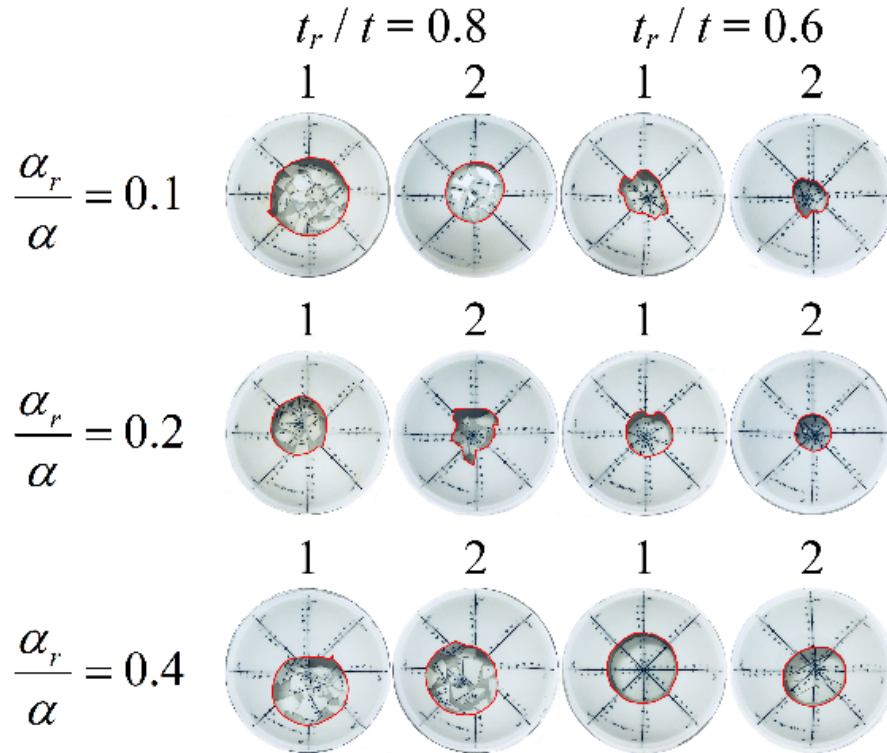 t_r / t = 0.8 t_r / t = 0.6
1 2 1 2
α_r / α = 0.1
1 2 1 2
α_r / α = 0.2
1 2 1 2
α_r / α = 0.4